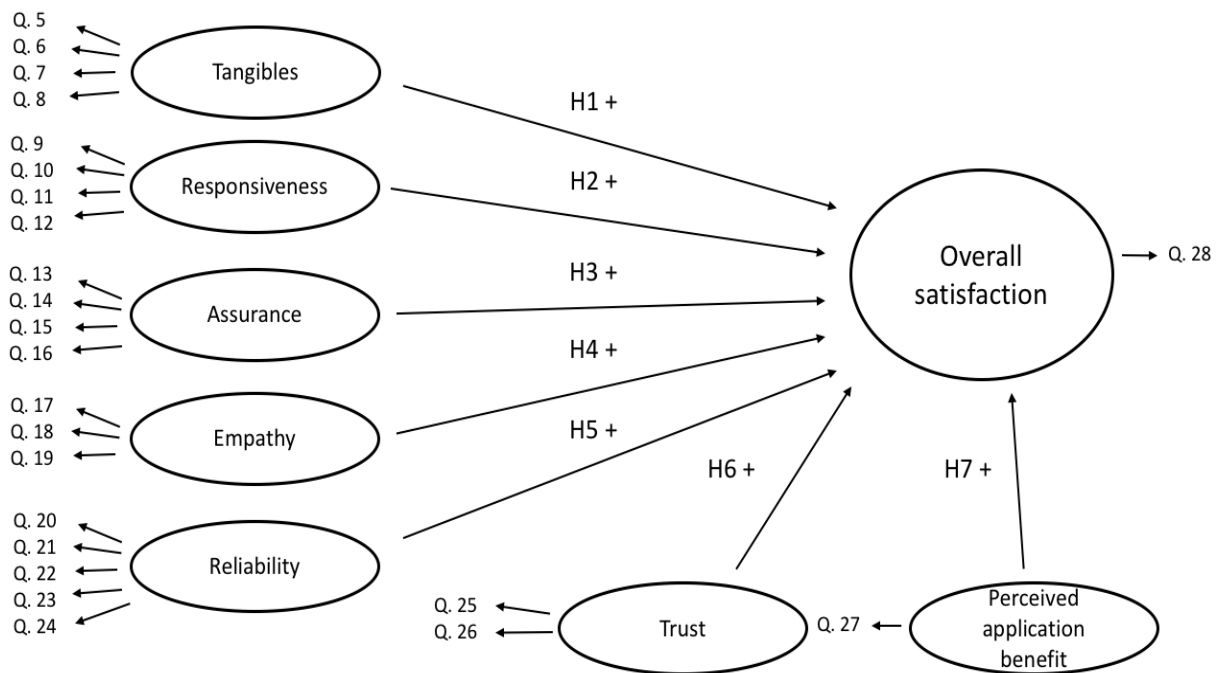 Q. 5
Q. 6
Q. 7
Q. 8
Tangibles
H1 +
Q. 9
Q. 10
Q. 11
Q. 12
Responsiveness
H2 +
Overall
satisfaction
Q. 28
Q. 13
Q. 14
Q. 15
Q. 16
Assurance
H3 +
Q. 17
Q. 18
Q. 19
Empathy
H4 +
Q. 20
Q. 21
Q. 22
Q. 23
Q. 24
Reliability
H5 +
H6 +
H7 +
Q. 25
Q. 26
Trust
Q. 27
Perceived
application
benefit